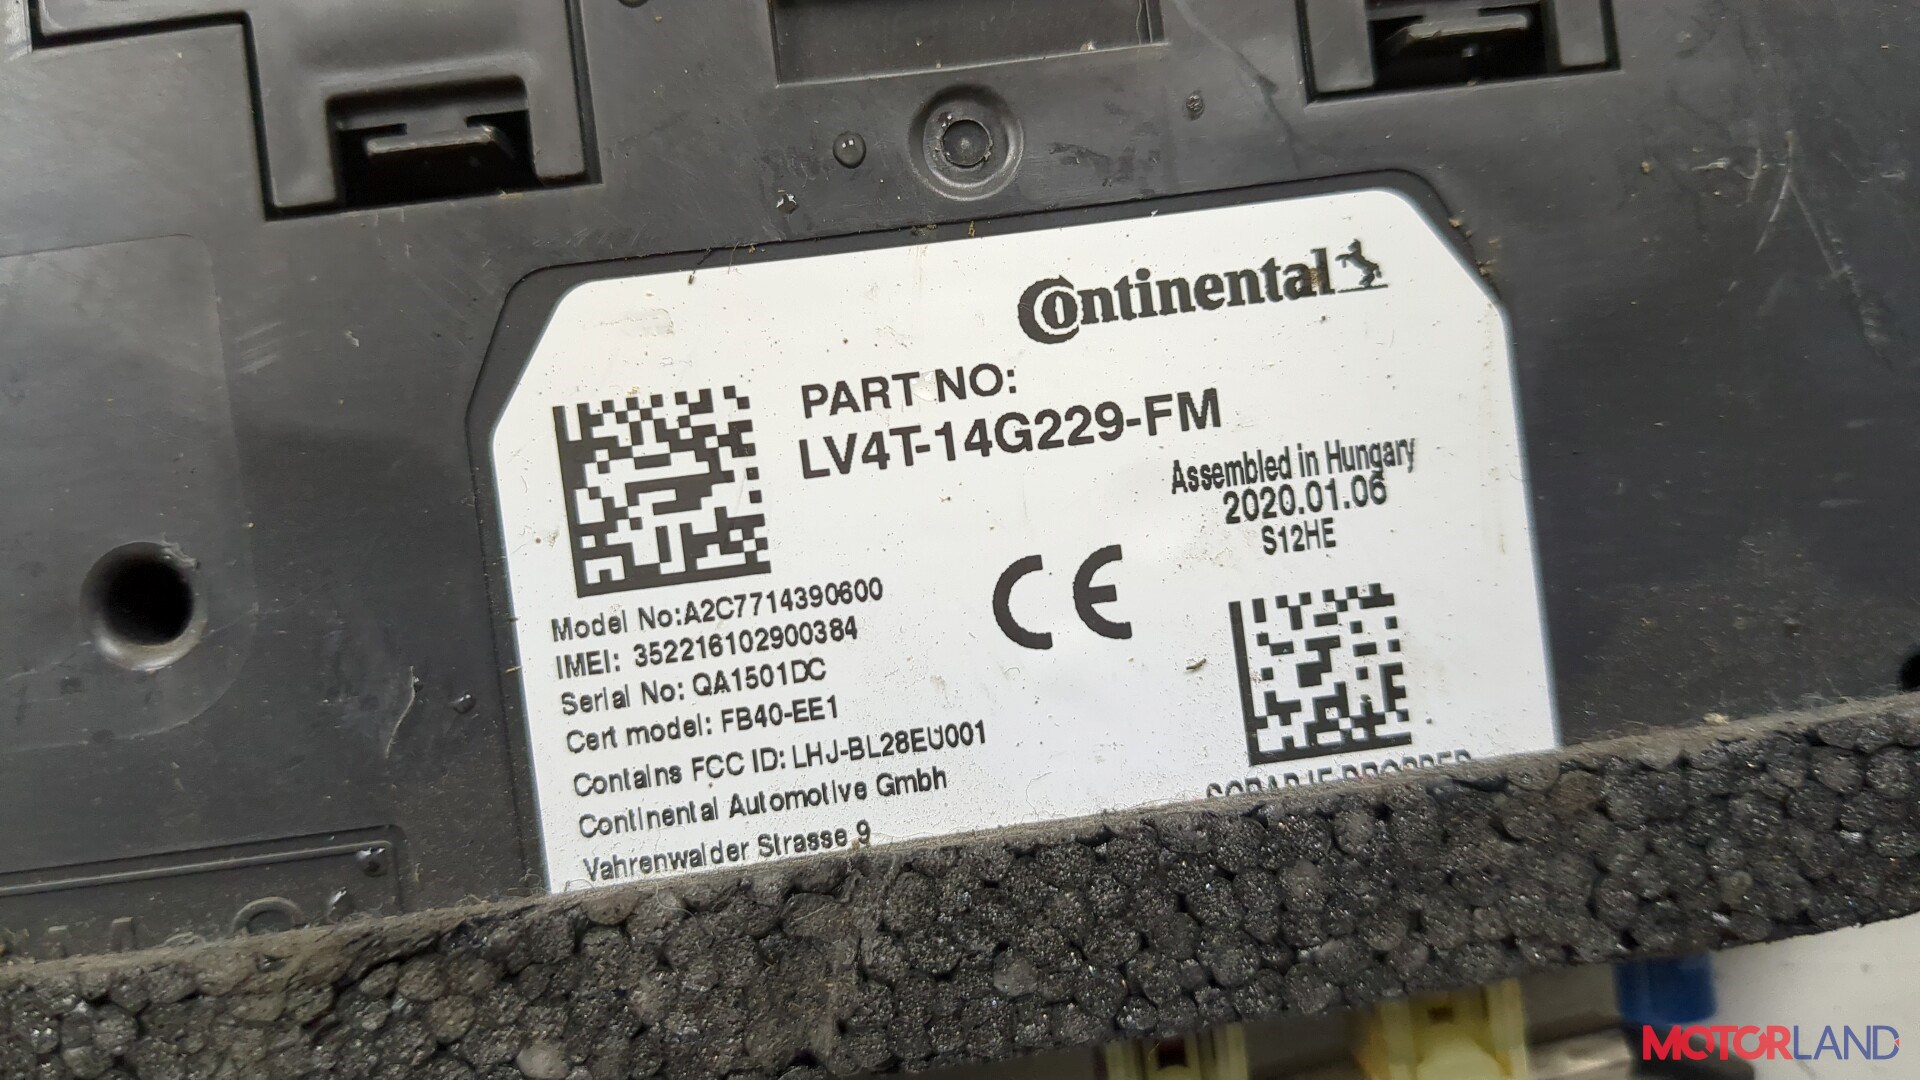 Continental
PART NO:
LV4T-14G229-FM
Assembled in Hungary
2020.01.06
S12HE
Model No:A2C7714390600
IMEI: 352216102900384
Serial No: QA1501DC
Cert model: FB40-EE1
Contains FCC ID: LHJ-BL28EU001
Continental Automotive Gmbh
Vahrenwalder Strasse 9
CE
MOTORLAND